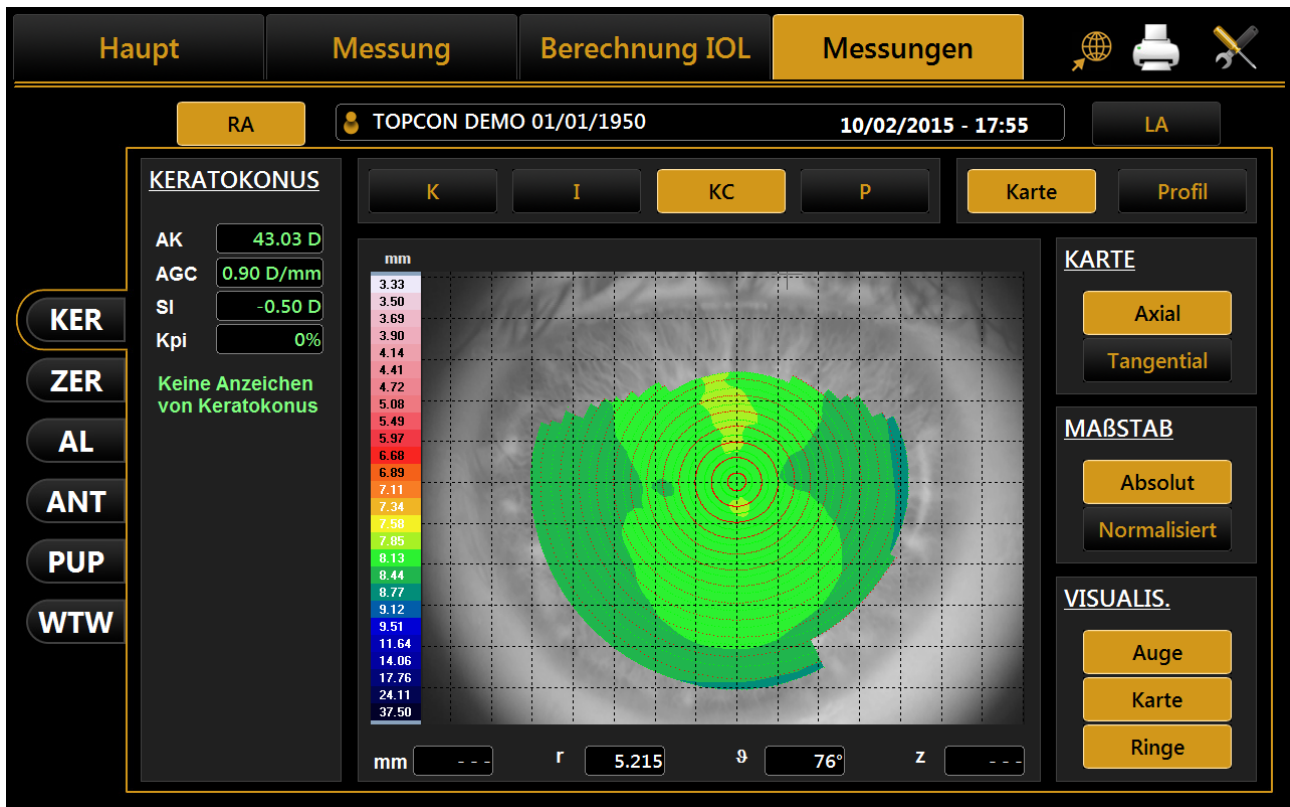 Haupt
Messung
Berechnung IOL
Messungen
RA
TOPCON DEMO 01/01/1950
10/02/2015 - 17:55
LA
KERATOKONUS
K
I
KC
P
Karte
Profil
AK 43.03 D
AGC 0.90 D/mm
SI -0.50 D
Kpi 0%
Keine Anzeichen
von Keratokonus
KER
ZER
AL
ANT
PUP
WTW
mm
3.33
3.50
3.69
3.90
4.14
4.41
4.72
5.08
5.49
5.97
6.68
6.89
7.11
7.34
7.58
7.85
8.13
8.44
8.77
9.12
9.51
11.64
14.06
17.76
24.11
37.50
mm - - -
r 5.215
ϑ 76°
z - - -
KARTE
Axial
Tangential
MAßSTAB
Absolut
Normalisiert
VISUALIS.
Auge
Karte
Ringe